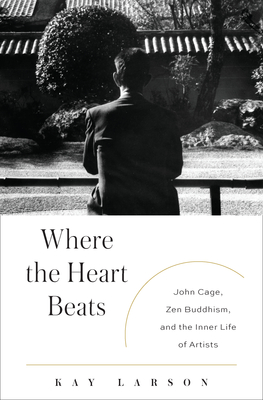 Where
the Heart
Beats
John Cage,
Zen Buddhism,
and the Inner Life
of Artists
KAY LARSON